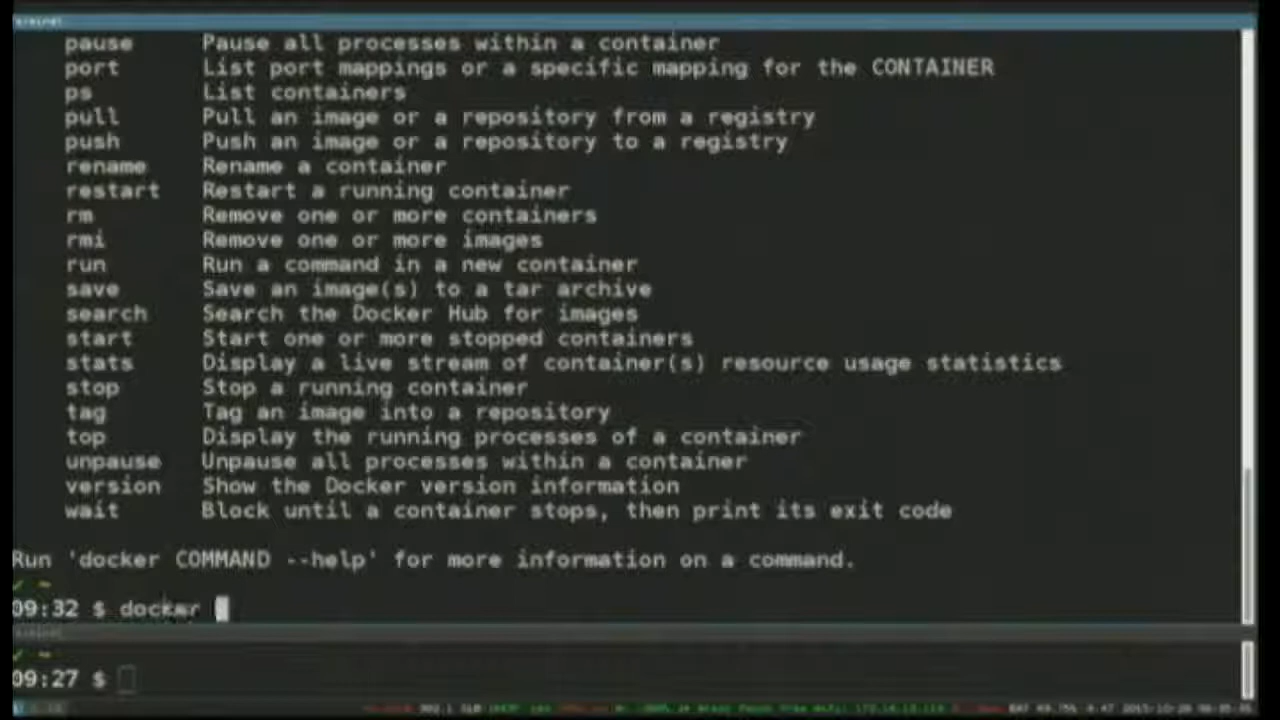 pause Pause all processes within a container
port List port mappings or a specific mapping for the CONTAINER
ps List containers
pull Pull an image or a repository from a registry
push Push an image or a repository to a registry
rename Rename a container
restart Restart a running container
rm Remove one or more containers
rmi Remove one or more images
run Run a command in a new container
save Save an image(s) to a tar archive
search Search the Docker Hub for images
start Start one or more stopped containers
stats Display a live stream of container(s) resource usage statistics
stop Stop a running container
tag Tag an image into a repository
top Display the running processes of a container
unpause Unpause all processes within a container
version Show the Docker version information
wait Block until a container stops, then print its exit code
Run 'docker COMMAND --help' for more information on a command.
✓ ~
09:32 $ docker
✓ ~
09:27 $